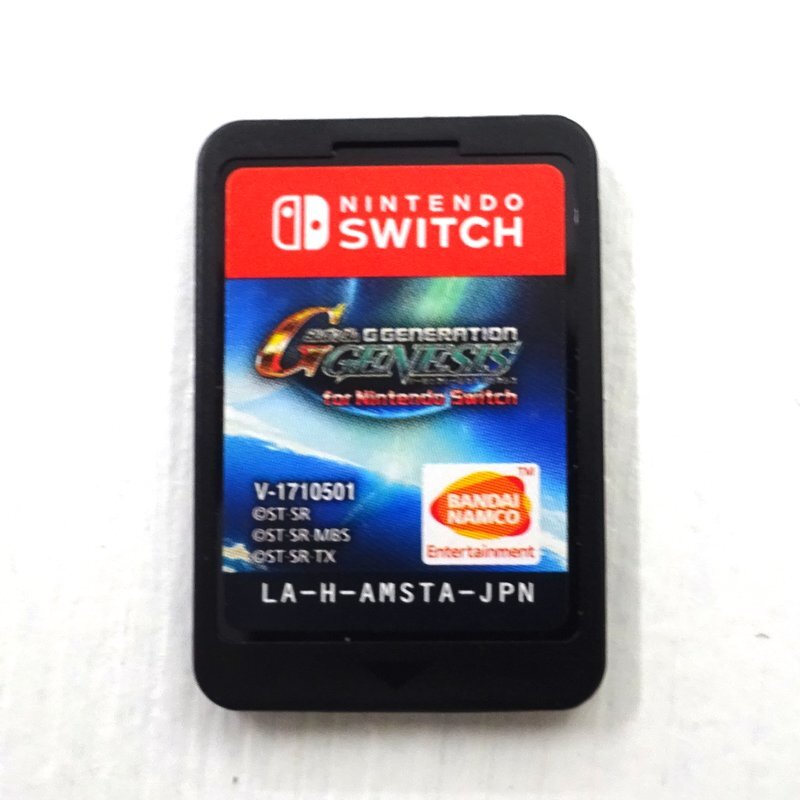 NINTENDO
SWITCH
G GENERATION
GENESIS
for Nintendo Switch
V-1710501
©ST·SR
©ST·SR·MBS
©ST·SR·TX
TM
BANDAI
NAMCO
Entertainment
LA-H-AMSTA-JPN